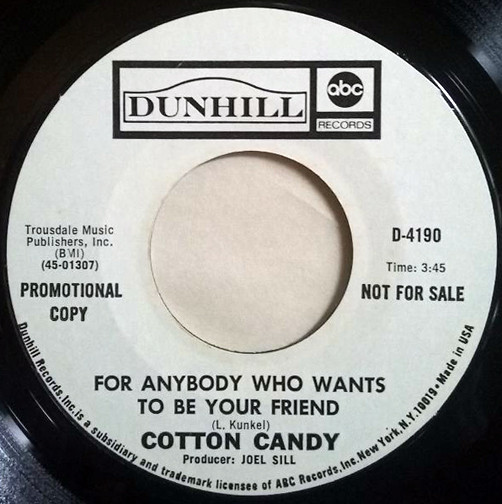 DUNHILL
abc
RECORDS
Trousdale Music
Publishers, Inc.
(BMI)
(45-01307)
PROMOTIONAL
COPY
D-4190
Time: 3:45
NOT FOR SALE
FOR ANYBODY WHO WANTS
TO BE YOUR FRIEND
(L. Kunkel)
COTTON CANDY
Producer: JOEL SILL
Dunhill Records, Inc. is a subsidiary and trademark licensee of ABC Records, Inc. New York, N.Y. 10019 • Made in USA